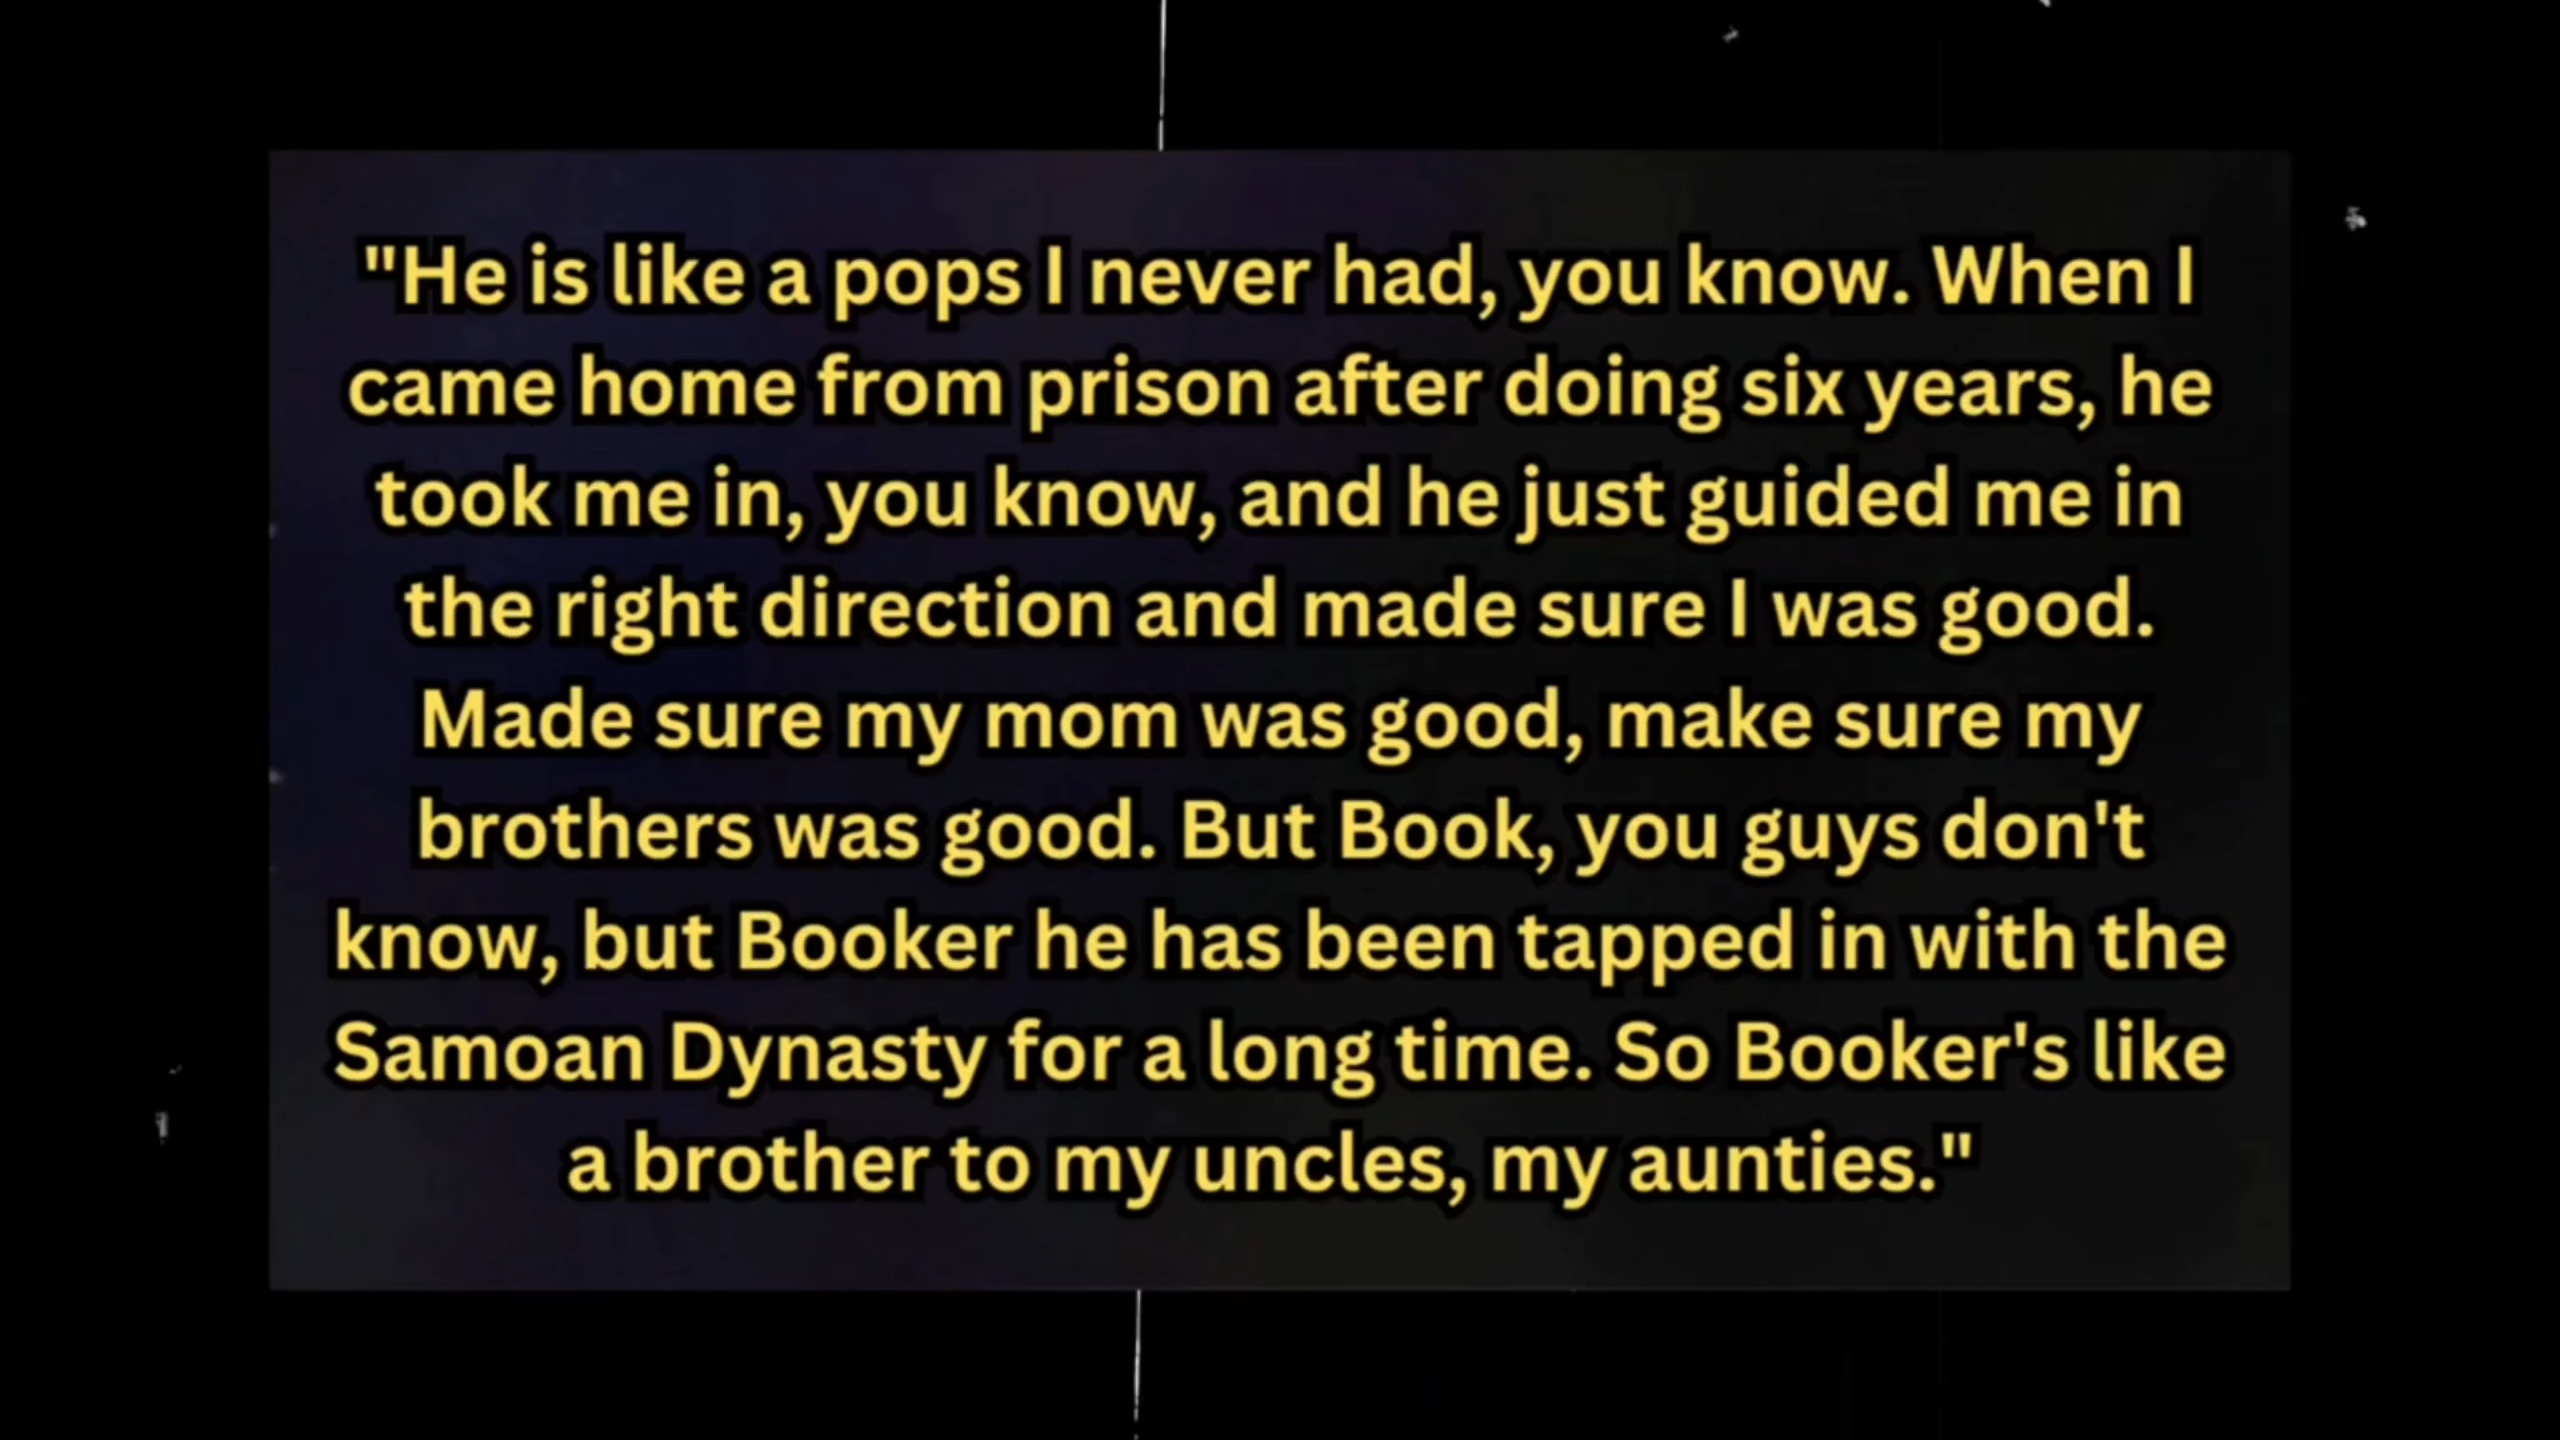 "He is like a pops I never had, you know. When I
came home from prison after doing six years, he
took me in, you know, and he just guided me in
the right direction and made sure I was good.
Made sure my mom was good, make sure my
brothers was good. But Book, you guys don't
know, but Booker he has been tapped in with the
Samoan Dynasty for a long time. So Booker's like
a brother to my uncles, my aunties."